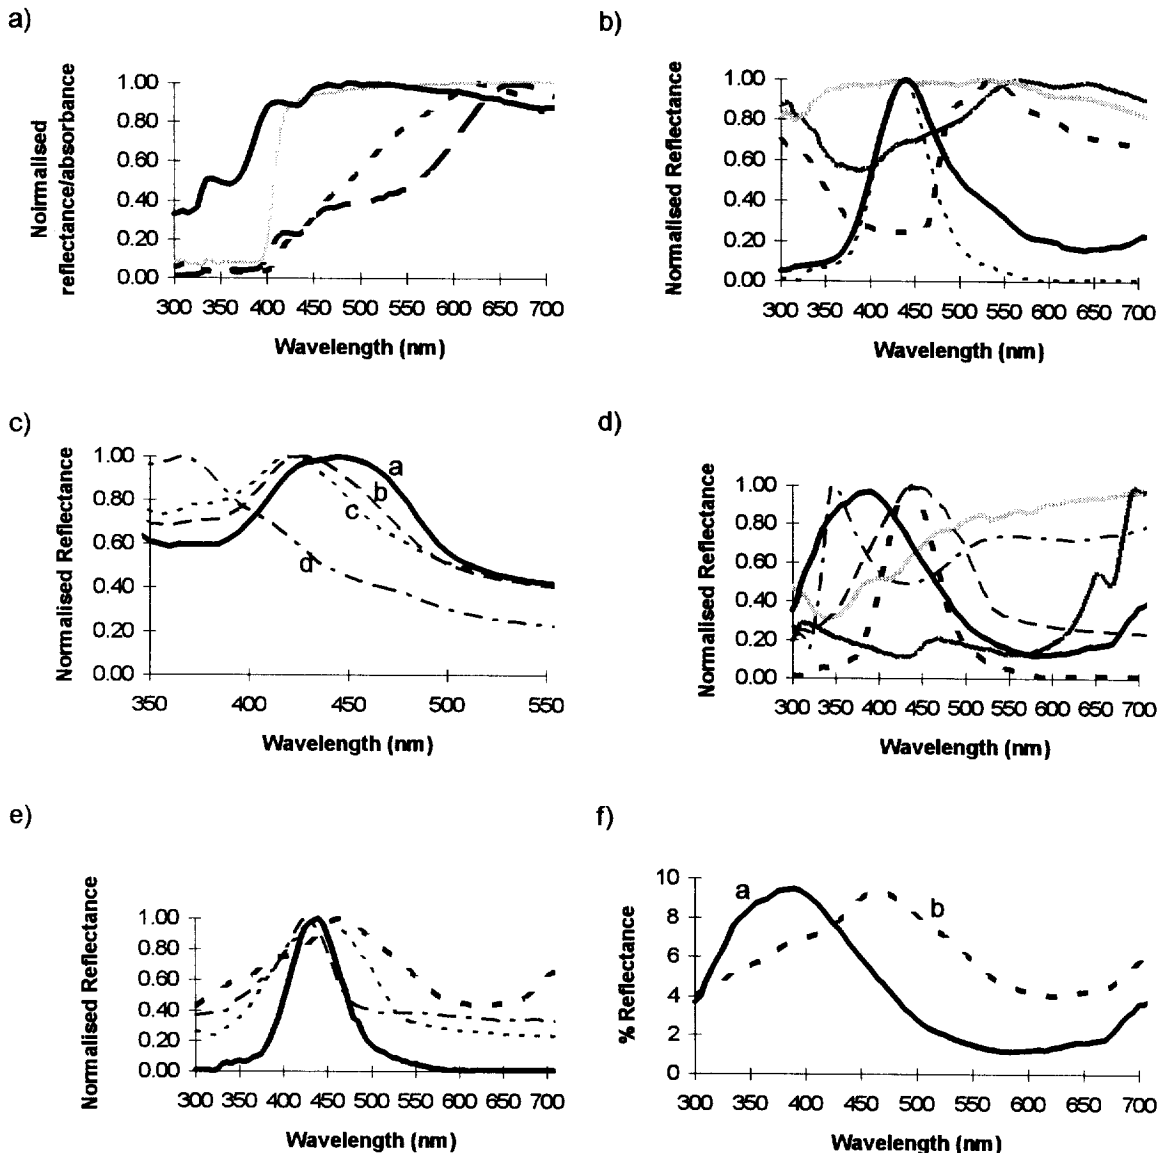 a)
Noirmalised
reflectance/absorbance
1.00
0.80
0.60
0.40
0.20
0.00
300 350 400 450 500 550 600 650 700
Wavelength (nm)
b)
Normalised Reflectance
1.00
0.80
0.60
0.40
0.20
0.00
300 350 400 450 500 550 600 650 700
Wavelength (nm)
c)
Normalised Reflectance
1.00
0.80
0.60
0.40
0.20
0.00
a
b
c
d
350 400 450 500 550
Wavelength (nm)
d)
Normalised Reflectance
1.00
0.80
0.60
0.40
0.20
0.00
300 350 400 450 500 550 600 650 700
Wavelength (nm)
e)
Normalised Reflectance
1.00
0.80
0.60
0.40
0.20
0.00
300 350 400 450 500 550 600 650 700
Wavelength (nm)
f)
% Reflectance
10
8
6
4
2
0
a
b
300 350 400 450 500 550 600 650 700
Wavelength (nm)